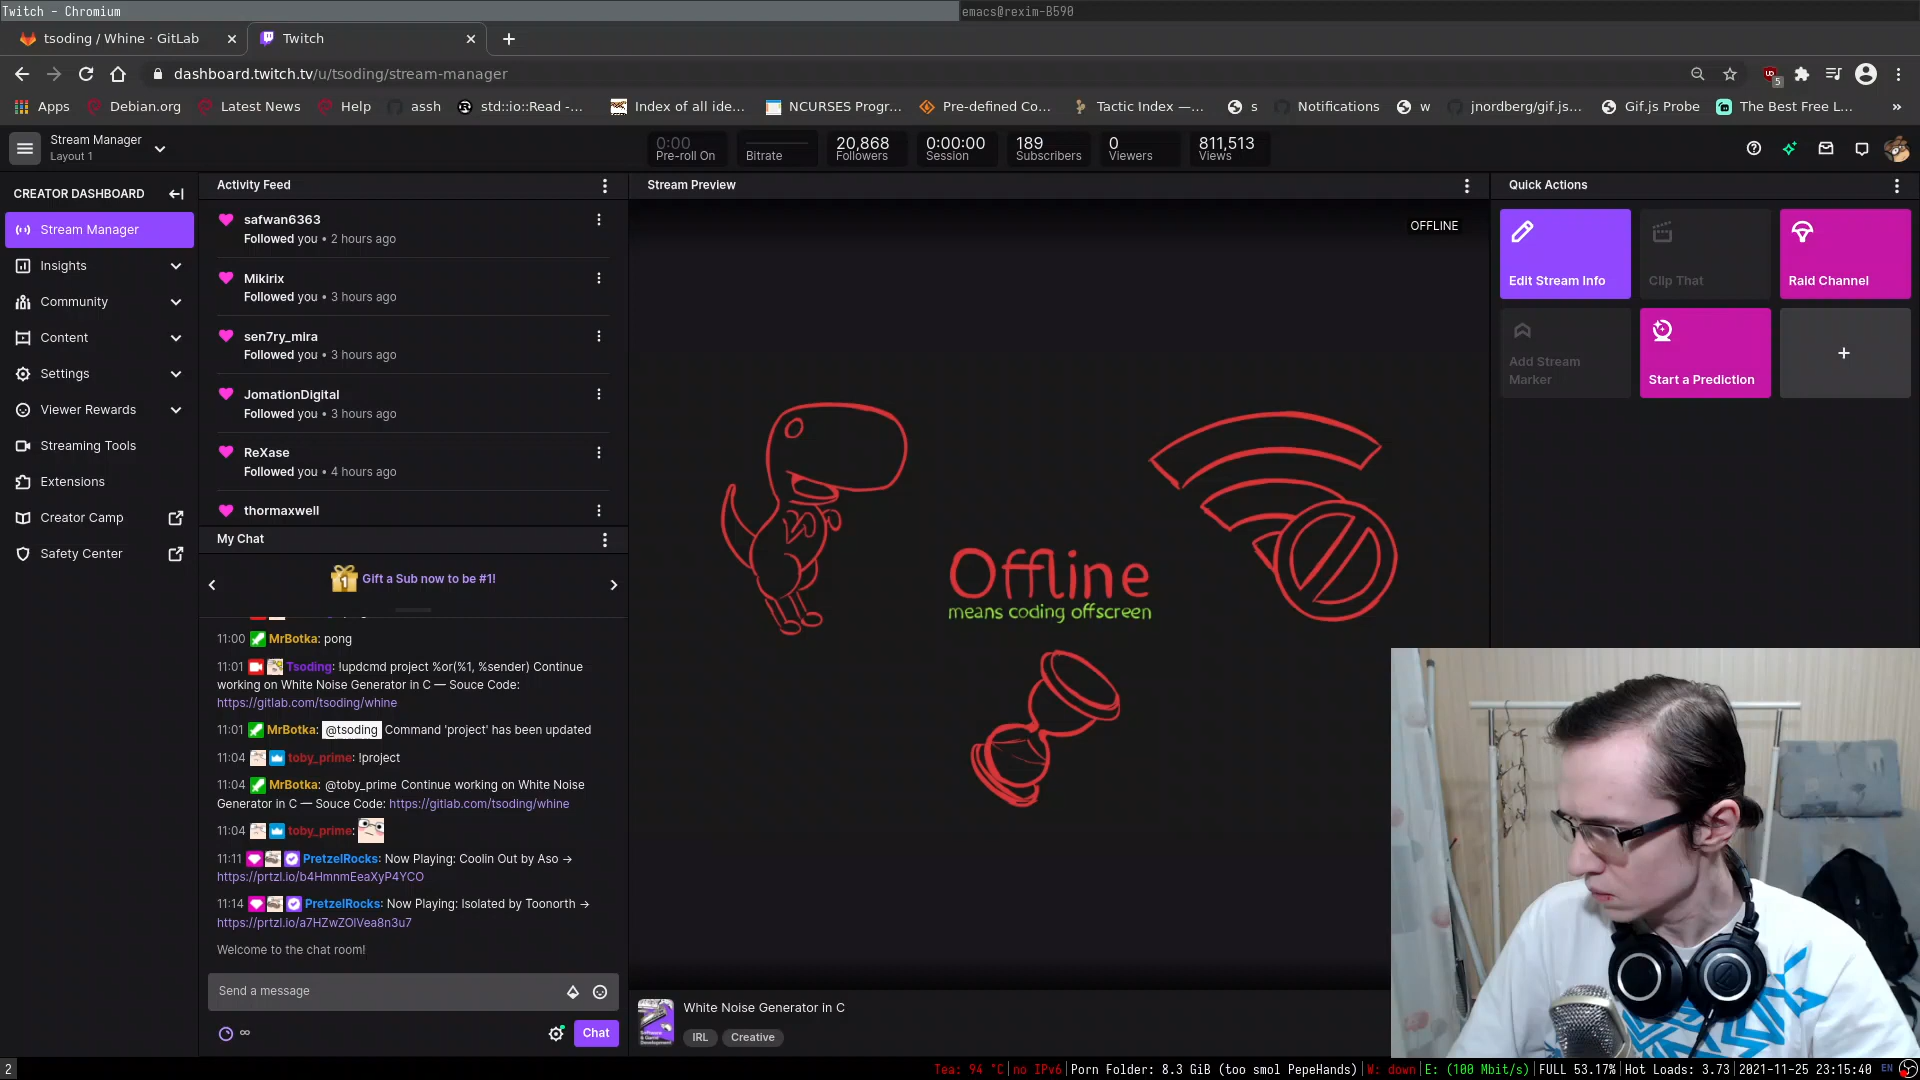 Twitch - Chromium
emacs@rexim-B590
tsoding / Whine · GitLab
Twitch
dashboard.twitch.tv/u/tsoding/stream-manager
5
Apps
Debian.org
Latest News
Help
assh
std::io::Read -...
Index of all ide...
NCURSES Progr...
Pre-defined Co...
Tactic Index —...
s
Notifications
w
jnordberg/gif.js...
Gif.js Probe
The Best Free L...
»
Stream Manager
Layout 1
0:00
Pre-roll On
Bitrate
20,868
Followers
0:00:00
Session
189
Subscribers
0
Viewers
811,513
Views
CREATOR DASHBOARD
Stream Manager
Insights
Community
Content
Settings
Viewer Rewards
Streaming Tools
Extensions
Creator Camp
Safety Center
Activity Feed
safwan6363
Followed you • 2 hours ago
Mikirix
Followed you • 3 hours ago
sen7ry_mira
Followed you • 3 hours ago
JomationDigital
Followed you • 3 hours ago
ReXase
Followed you • 4 hours ago
thormaxwell
My Chat
1
Gift a Sub now to be #1!
11:00 MrBotka: pong
11:01 Tsoding: !updcmd project %or(%1, %sender) Continue
working on White Noise Generator in C — Souce Code:
https://gitlab.com/tsoding/whine
11:01 MrBotka: @tsoding Command 'project' has been updated
11:04 toby_prime: !project
11:04 MrBotka: @toby_prime Continue working on White Noise
Generator in C — Souce Code: https://gitlab.com/tsoding/whine
11:04 toby_prime:
11:11 PretzelRocks: Now Playing: Coolin Out by Aso ->
https://prtzl.io/b4HmnmEeaXyP4YCO
11:14 PretzelRocks: Now Playing: Isolated by Toonorth ->
https://prtzl.io/a7HZwZOlVea8n3u7
Welcome to the chat room!
Send a message
∞
Chat
Stream Preview
OFFLINE
Offline
means coding offscreen
White Noise Generator in C
IRL
Creative
Quick Actions
Edit Stream Info
Clip That
Raid Channel
Add Stream
Marker
Start a Prediction
2
Tea: 94 °C|no IPv6|Porn Folder: 8.3 GiB (too smol PepeHands)|W: down|E: (100 Mbit/s)|FULL 53.17%|Hot Loads: 3.73|2021-11-25 23:15:40
EN